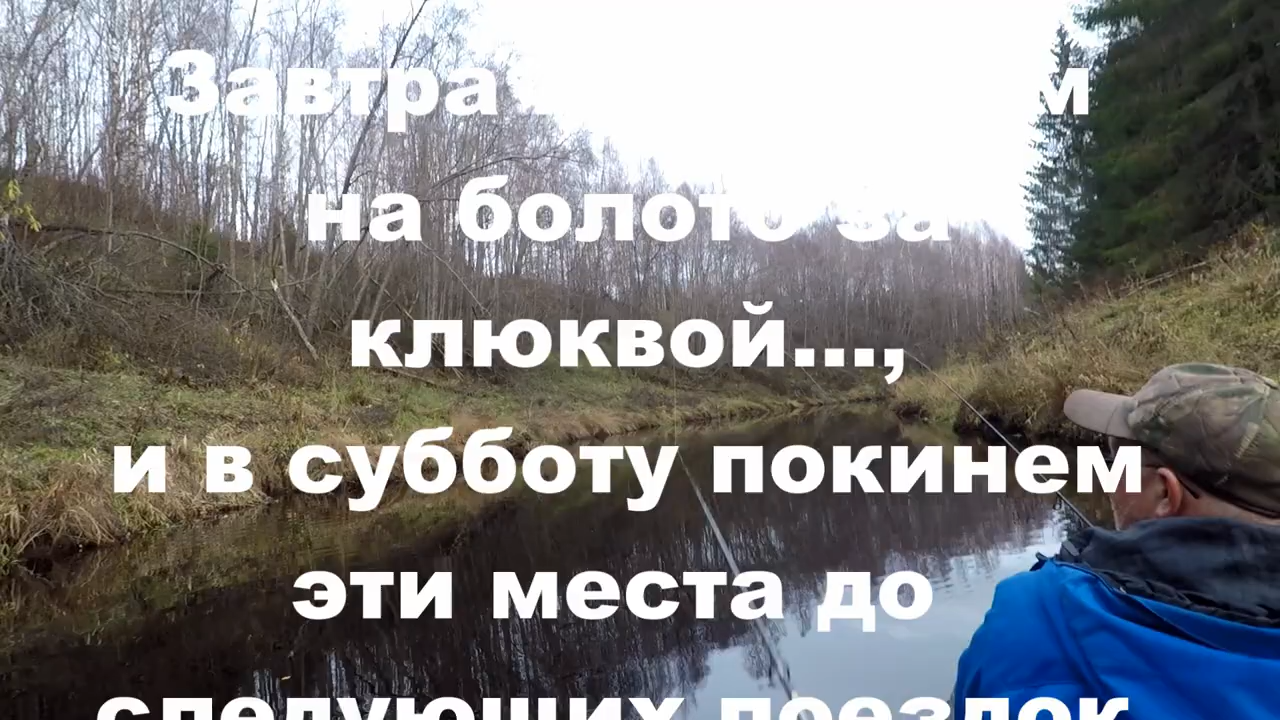 Завтра
на болото за
клюквой...,
и в субботу покинем
эти места до
следующих поездок